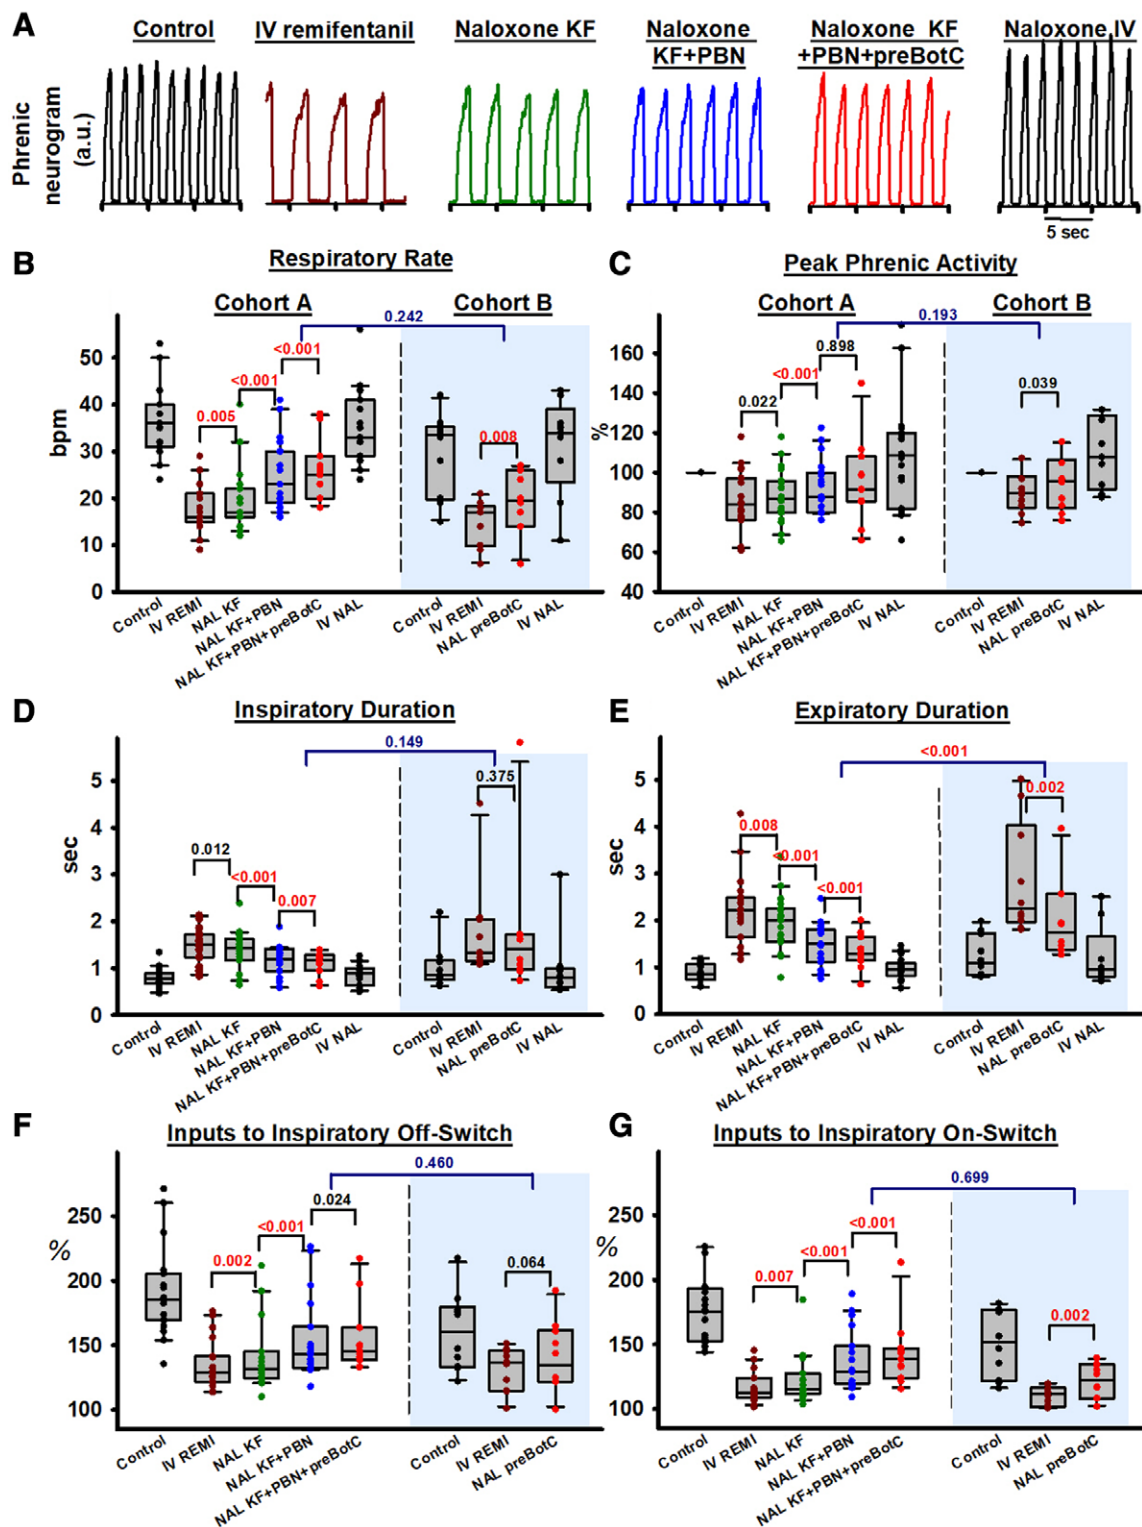 A
Control
IV remifentanil
Naloxone KF
Naloxone
KF+PBN
Naloxone KF
+PBN+preBotC
Naloxone IV
Phrenic
neurogram
(a.u.)
5 sec
B
Respiratory Rate
Cohort A
Cohort B
0.242
<0.001
<0.001
0.005
0.008
bpm
50
40
30
20
10
0
Control
IV REMI
NAL KF
NAL KF+PBN
NAL KF+PBN+preBotC
IV NAL
Control
IV REMI
NAL preBotC
IV NAL
C
Peak Phrenic Activity
Cohort A
Cohort B
0.193
0.898
<0.001
0.022
0.039
%
160
140
120
100
80
60
40
Control
IV REMI
NAL KF
NAL KF+PBN
NAL KF+PBN+preBotC
IV NAL
Control
IV REMI
NAL preBotC
IV NAL
D
Inspiratory Duration
0.149
0.375
0.012
<0.001
0.007
sec
5
4
3
2
1
0
Control
IV REMI
NAL KF
NAL KF+PBN
NAL KF+PBN+preBotC
IV NAL
Control
IV REMI
NAL preBotC
IV NAL
E
Expiratory Duration
<0.001
0.002
0.008
<0.001
<0.001
sec
5
4
3
2
1
0
Control
IV REMI
NAL KF
NAL KF+PBN
NAL KF+PBN+preBotC
IV NAL
Control
IV REMI
NAL preBotC
IV NAL
F
Inputs to Inspiratory Off-Switch
0.460
0.024
<0.001
0.002
0.064
%
250
200
150
100
Control
IV REMI
NAL KF
NAL KF+PBN
NAL KF+PBN+preBotC
Control
IV REMI
NAL preBotC
G
Inputs to Inspiratory On-Switch
0.699
<0.001
<0.001
0.007
0.002
%
250
200
150
100
Control
IV REMI
NAL KF
NAL KF+PBN
NAL KF+PBN+preBotC
Control
IV REMI
NAL preBotC